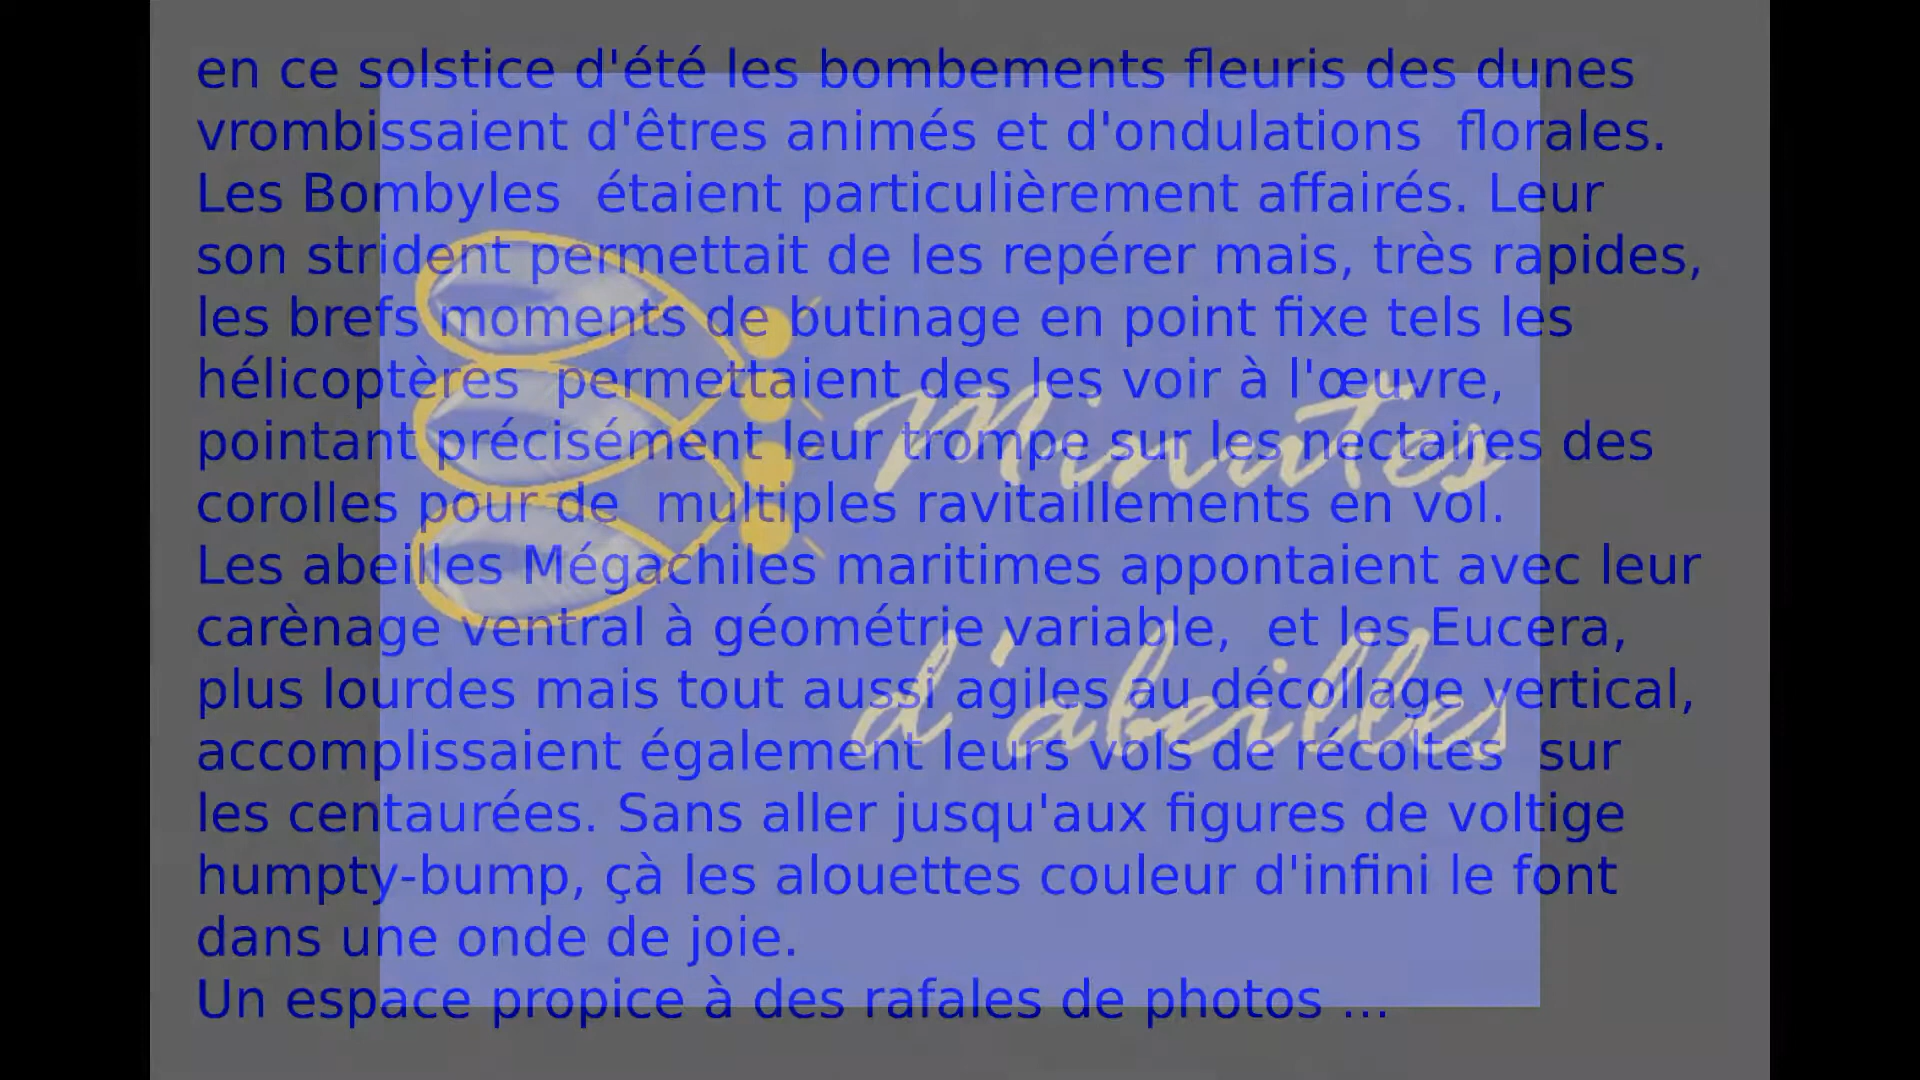 en ce solstice d'été les bombements fleuris des dunes
vrombissaient d'êtres animés et d'ondulations  florales.
Les Bombyles  étaient particulièrement affairés. Leur
son strident permettait de les repérer mais, très rapides,
les brefs moments de butinage en point fixe tels les
hélicoptères  permettaient des les voir à l'œuvre,
pointant précisément leur trompe sur les nectaires des
corolles pour de  multiples ravitaillements en vol.
Les abeilles Mégachiles maritimes appontaient avec leur
carènage ventral à géométrie variable,  et les Eucera,
plus lourdes mais tout aussi agiles au décollage vertical,
accomplissaient également leurs vols de récoltes  sur
les centaurées. Sans aller jusqu'aux figures de voltige
humpty-bump, çà les alouettes couleur d'infini le font
dans une onde de joie.
Un espace propice à des rafales de photos ...
Minutes
d'abeilles